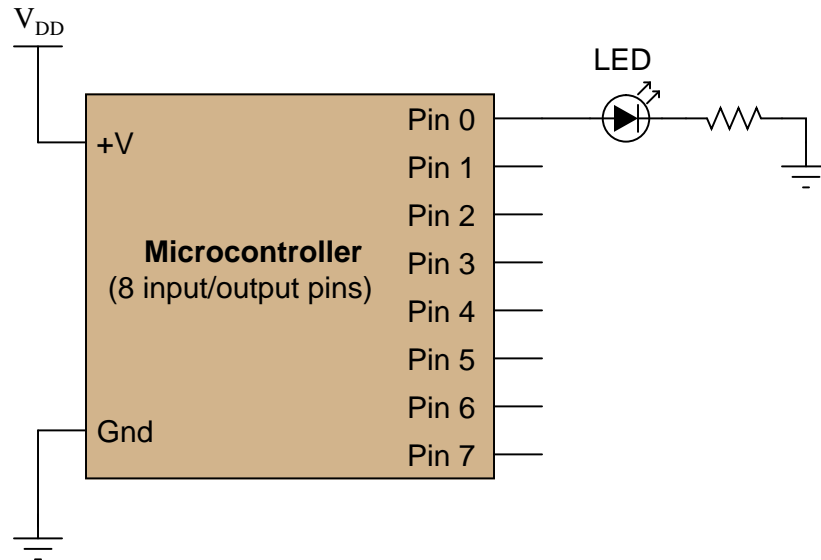 V_DD
LED
+V
Pin 0
Pin 1
Pin 2
Pin 3
Microcontroller
(8 input/output pins)
Pin 4
Pin 5
Pin 6
Gnd
Pin 7